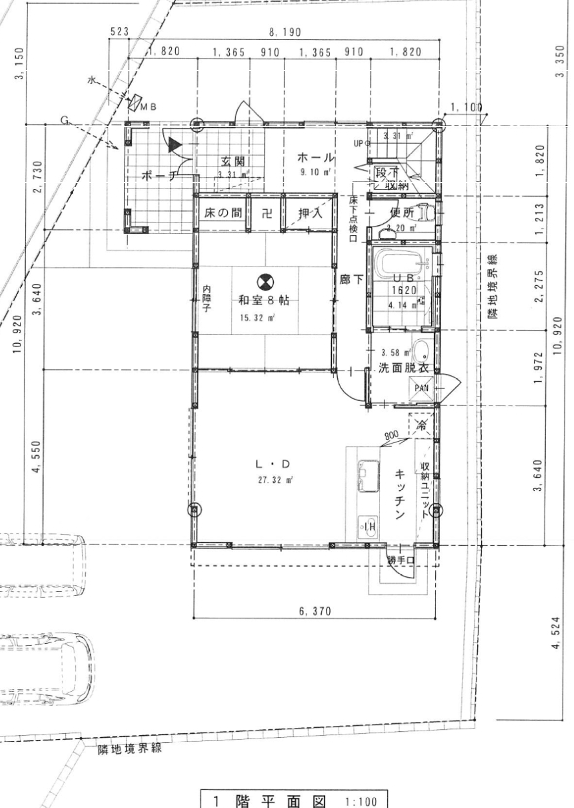 523
8,190
1,820
1,365
910
1,365
910
1,820
3,150
3,350
水
MB
G
1,100
UP
3.31 ㎡
玄関
3.31 ㎡
ホール
9.10 ㎡
ポーチ
段下
収納
床の間
卍
押入
床下点検口
便所
3.20 ㎡
2,730
1,820
1,213
内障子
和室8帖
15.32 ㎡
廊下
UB
1620
4.14 ㎡
隣地境界線
3,640
10,920
2,275
10,920
3.58 ㎡
洗面脱衣
PAN
1,972
冷
800
L・D
27.32 ㎡
キッチン
収納ユニット
IH
勝手口
4,550
3,640
6,370
4,524
隣地境界線
1階平面図 1:100